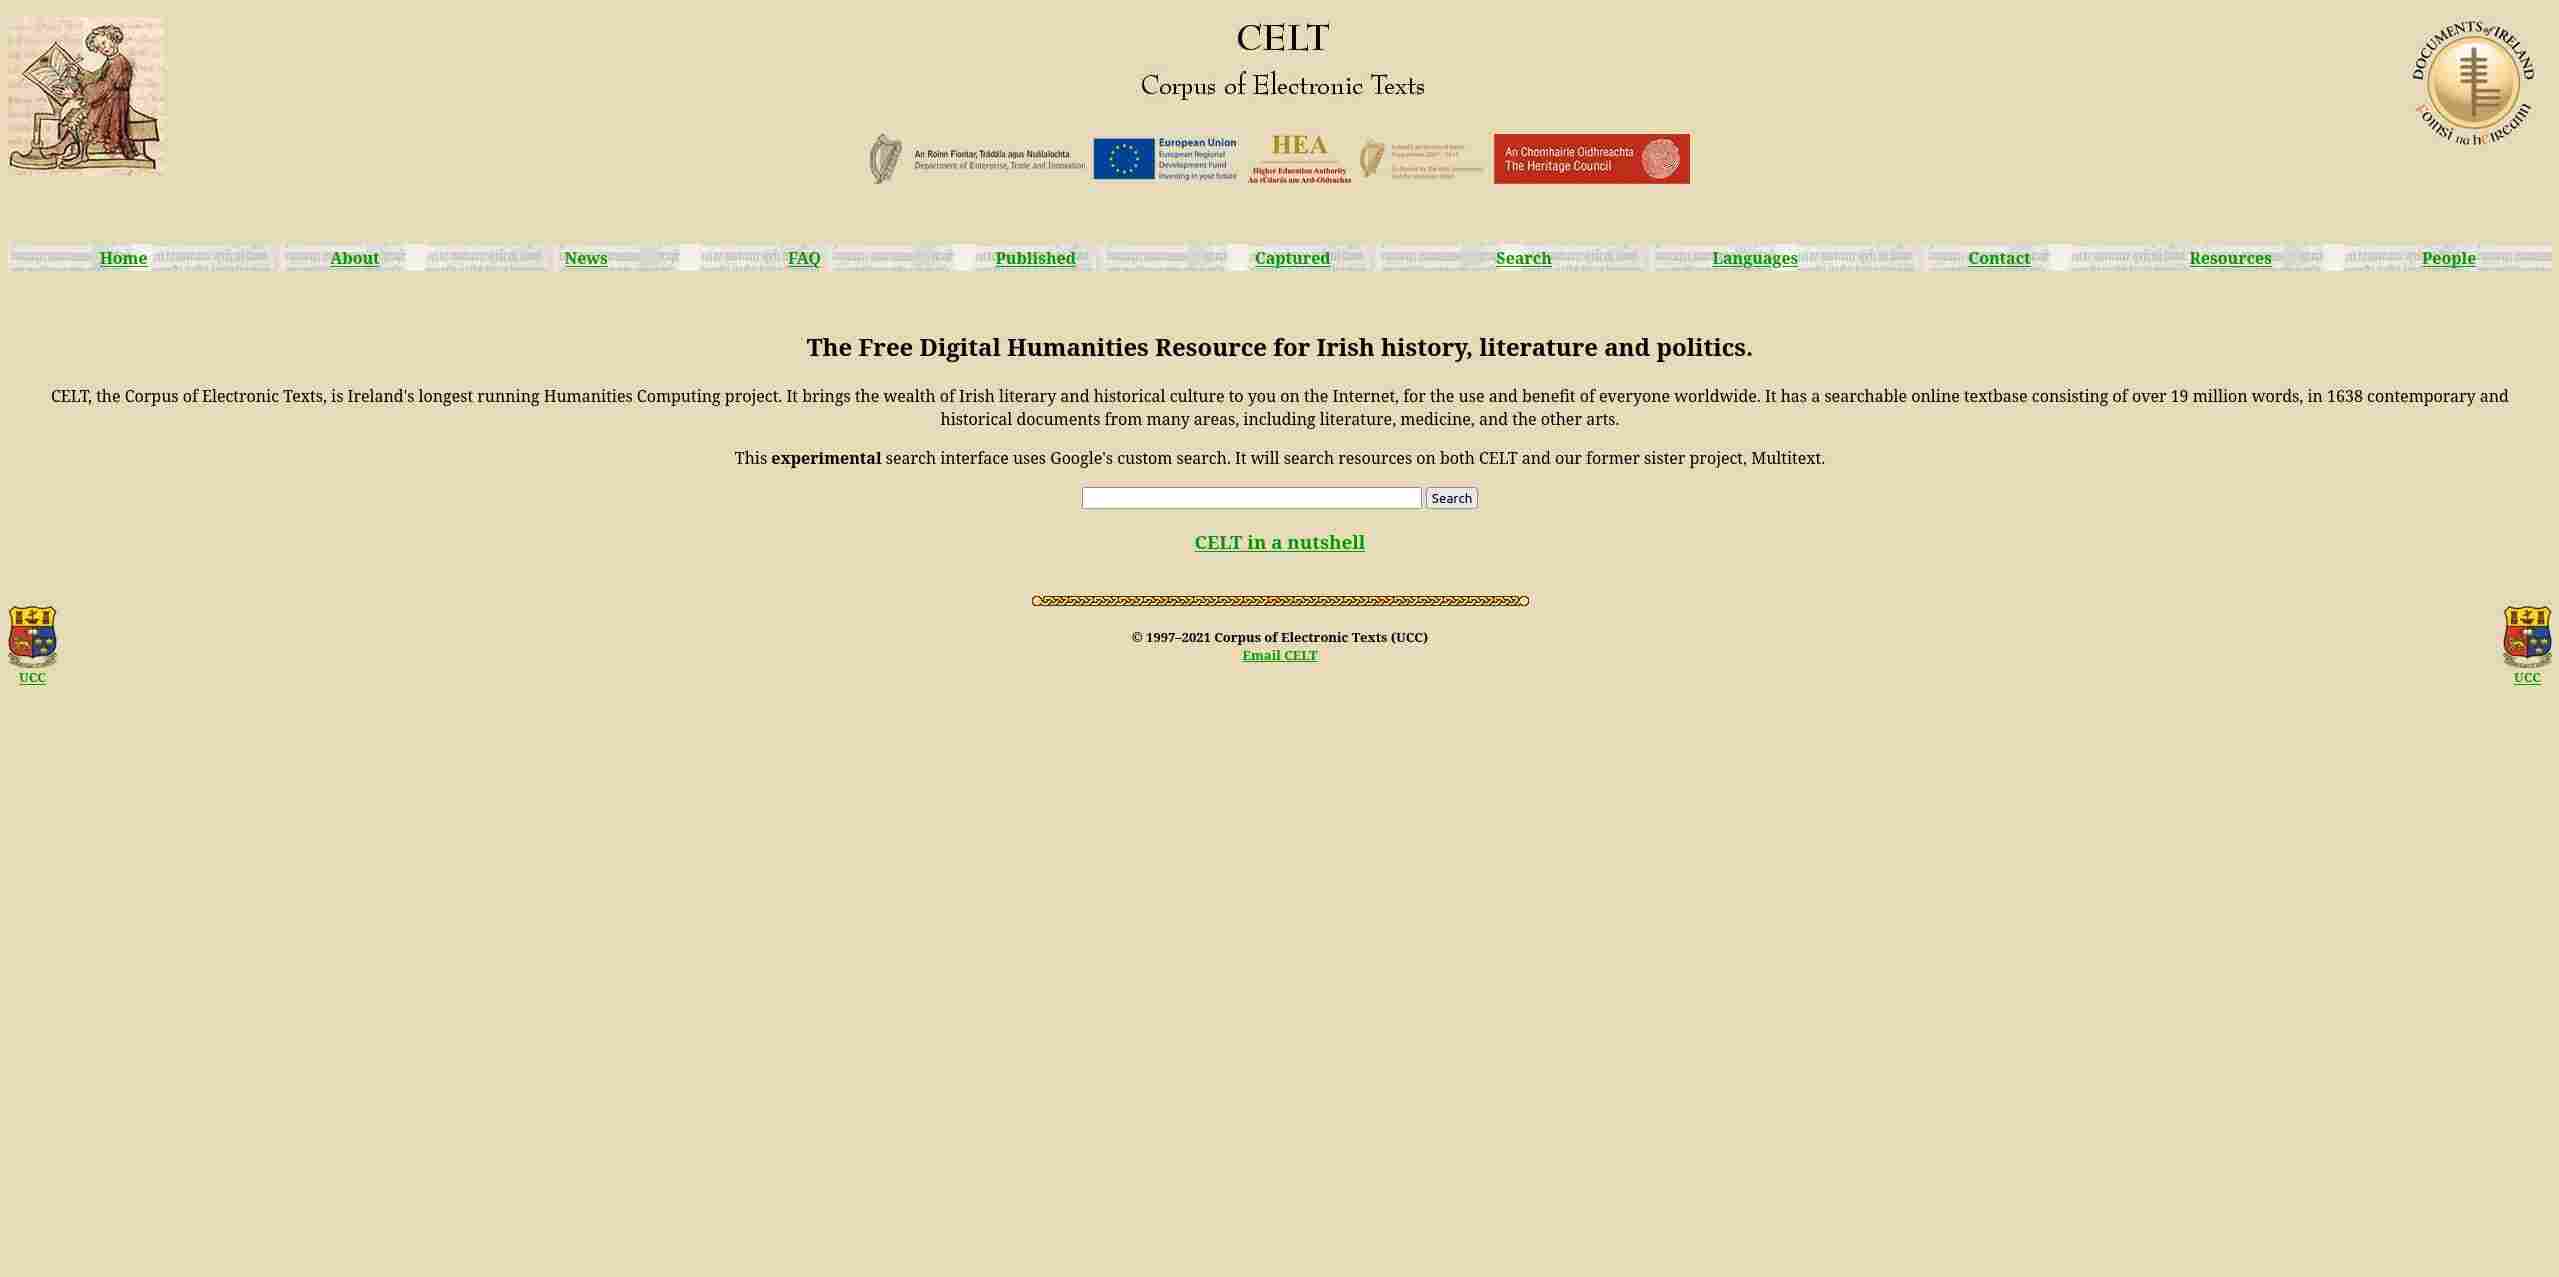 CELT
Corpus of Electronic Texts
DOCUMENTS of IRELAND
Foinsí na hÉireann
An Roinn Fiontar, Trádála agus Nuálaíochta
Department of Enterprise, Trade and Innovation
European Union
European Regional
Development Fund
Investing in your future
HEA
Higher Education Authority
An tÚdarás um Ard-Oideachas
An Chomhairle Oidhreachta
The Heritage Council
Home About News FAQ Published Captured Search Languages Contact Resources People
The Free Digital Humanities Resource for Irish history, literature and politics.
CELT, the Corpus of Electronic Texts, is Ireland's longest running Humanities Computing project. It brings the wealth of Irish literary and historical culture to you on the Internet, for the use and benefit of everyone worldwide. It has a searchable online textbase consisting of over 19 million words, in 1638 contemporary and
historical documents from many areas, including literature, medicine, and the other arts.
This experimental search interface uses Google's custom search. It will search resources on both CELT and our former sister project, Multitext.
Search
CELT in a nutshell
© 1997–2021 Corpus of Electronic Texts (UCC)
Email CELT
UCC
UCC